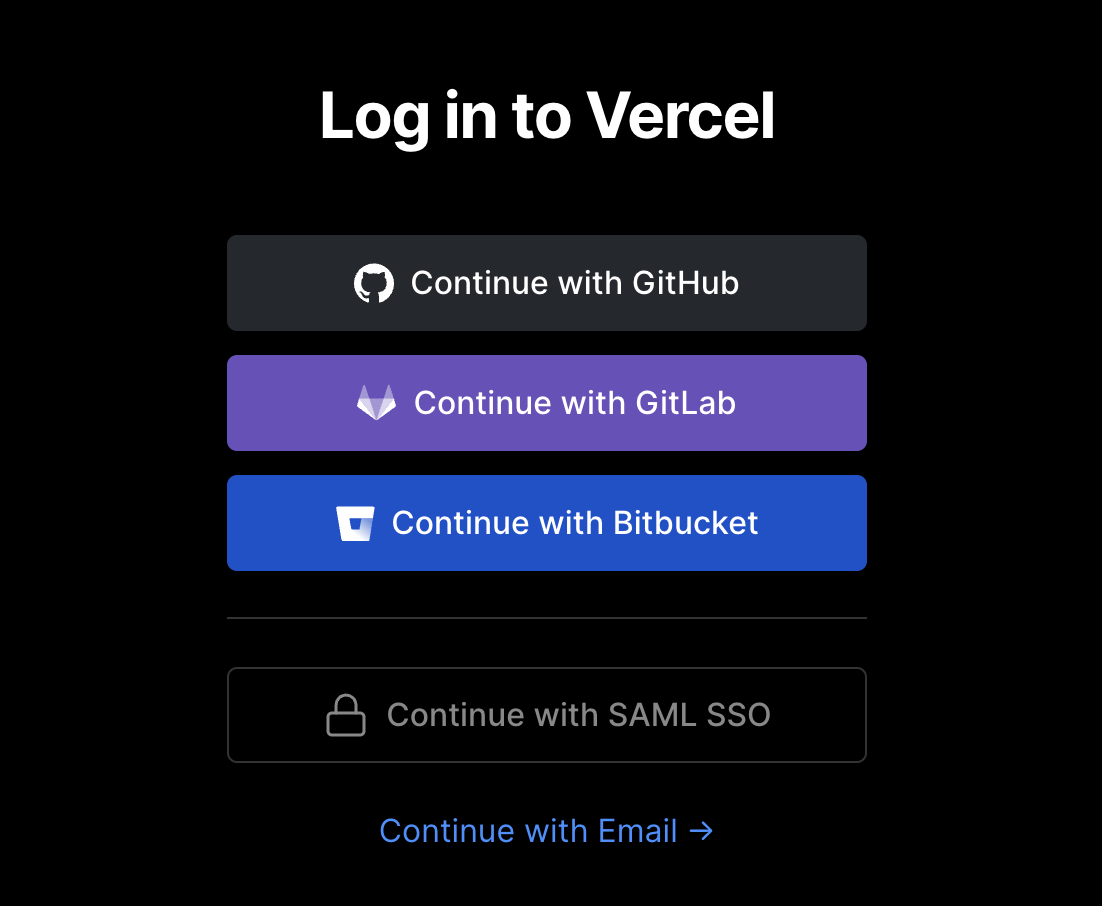 Log in to Vercel
Continue with GitHub
Continue with GitLab
Continue with Bitbucket
Continue with SAML SSO
Continue with Email →